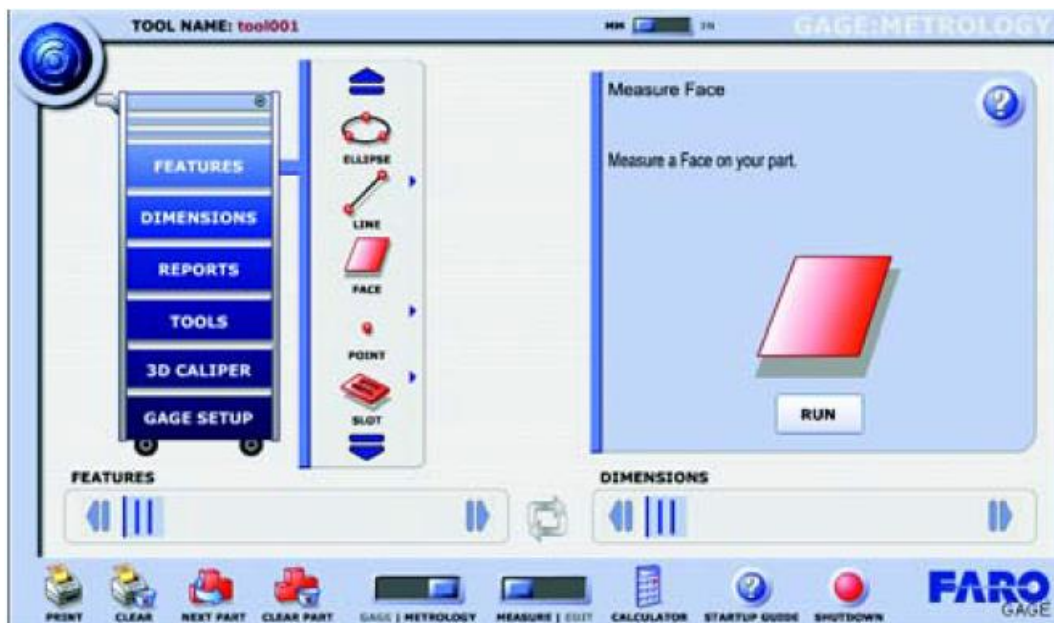 TOOL NAME: tool001
MM
IN
GAGE:METROLOGY
FEATURES
DIMENSIONS
REPORTS
TOOLS
3D CALIPER
GAGE SETUP
ELLIPSE
LINE
FACE
POINT
SLOT
Measure Face
?
Measure a Face on your part.
RUN
FEATURES
DIMENSIONS
PRINT
CLEAR
NEXT PART
CLEAR PART
GAGE | METROLOGY
MEASURE | EDIT
CALCULATOR
?
STARTUP GUIDE
SHUTDOWN
FARO
GAGE